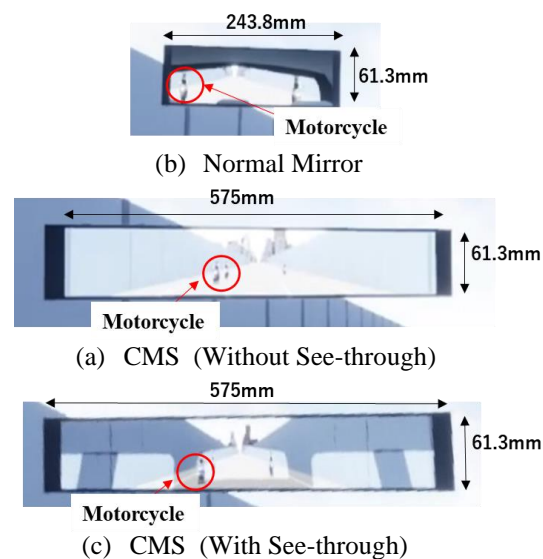 243.8mm
61.3mm
Motorcycle
(b) Normal Mirror
575mm
61.3mm
Motorcycle
(a) CMS (Without See-through)
575mm
61.3mm
Motorcycle
(c) CMS (With See-through)